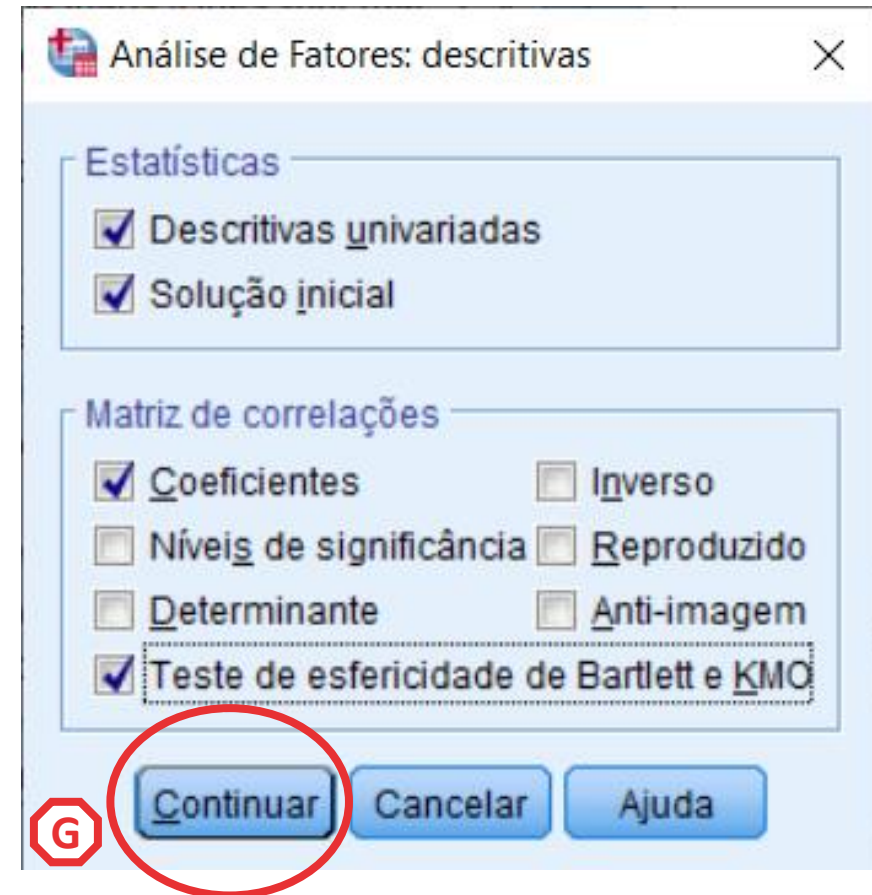 Análise de Fatores: descritivas
Estatísticas
Descritivas univariadas
Solução inicial
Matriz de correlações
Coeficientes
Inverso
Níveis de significância
Reproduzido
Determinante
Anti-imagem
Teste de esfericidade de Bartlett e KMO
Continuar
Cancelar
Ajuda
G